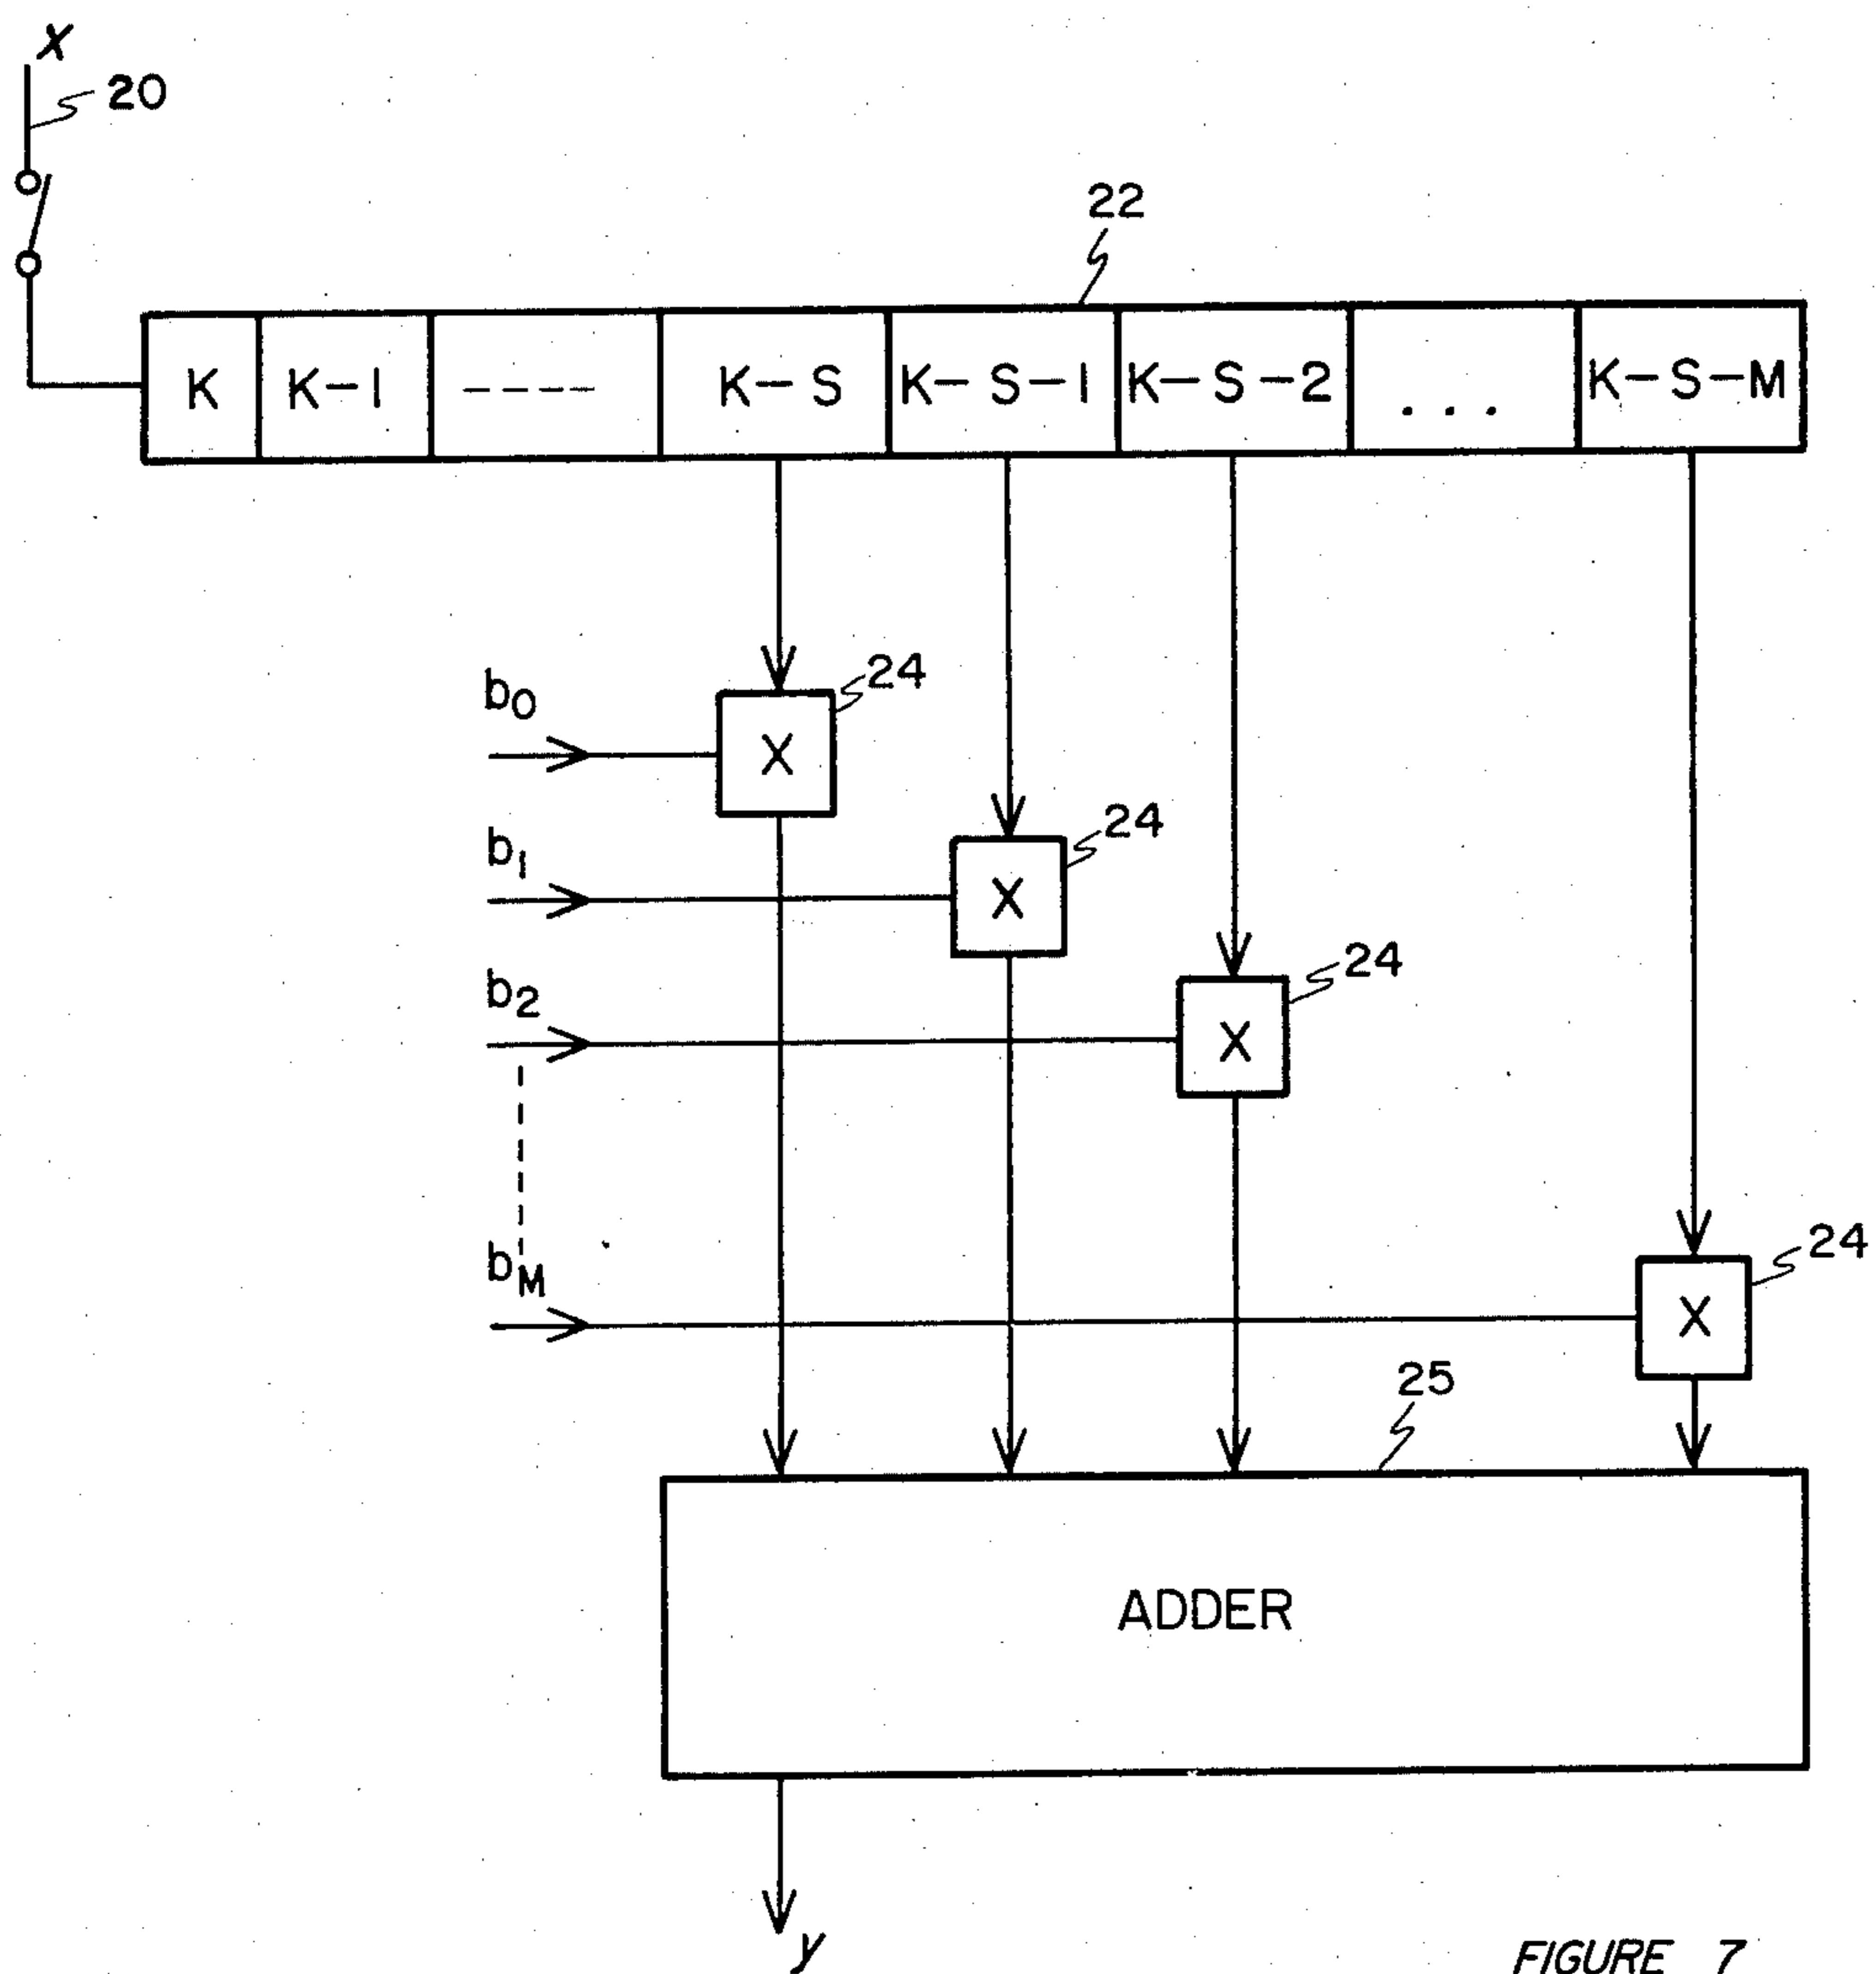 x
20
22
K K-1 ---- K-S K-S-1 K-S-2 ... K-S-M
b0
24
X
b1
24
X
b2
24
X
bM
24
X
25
ADDER
y
FIGURE 7